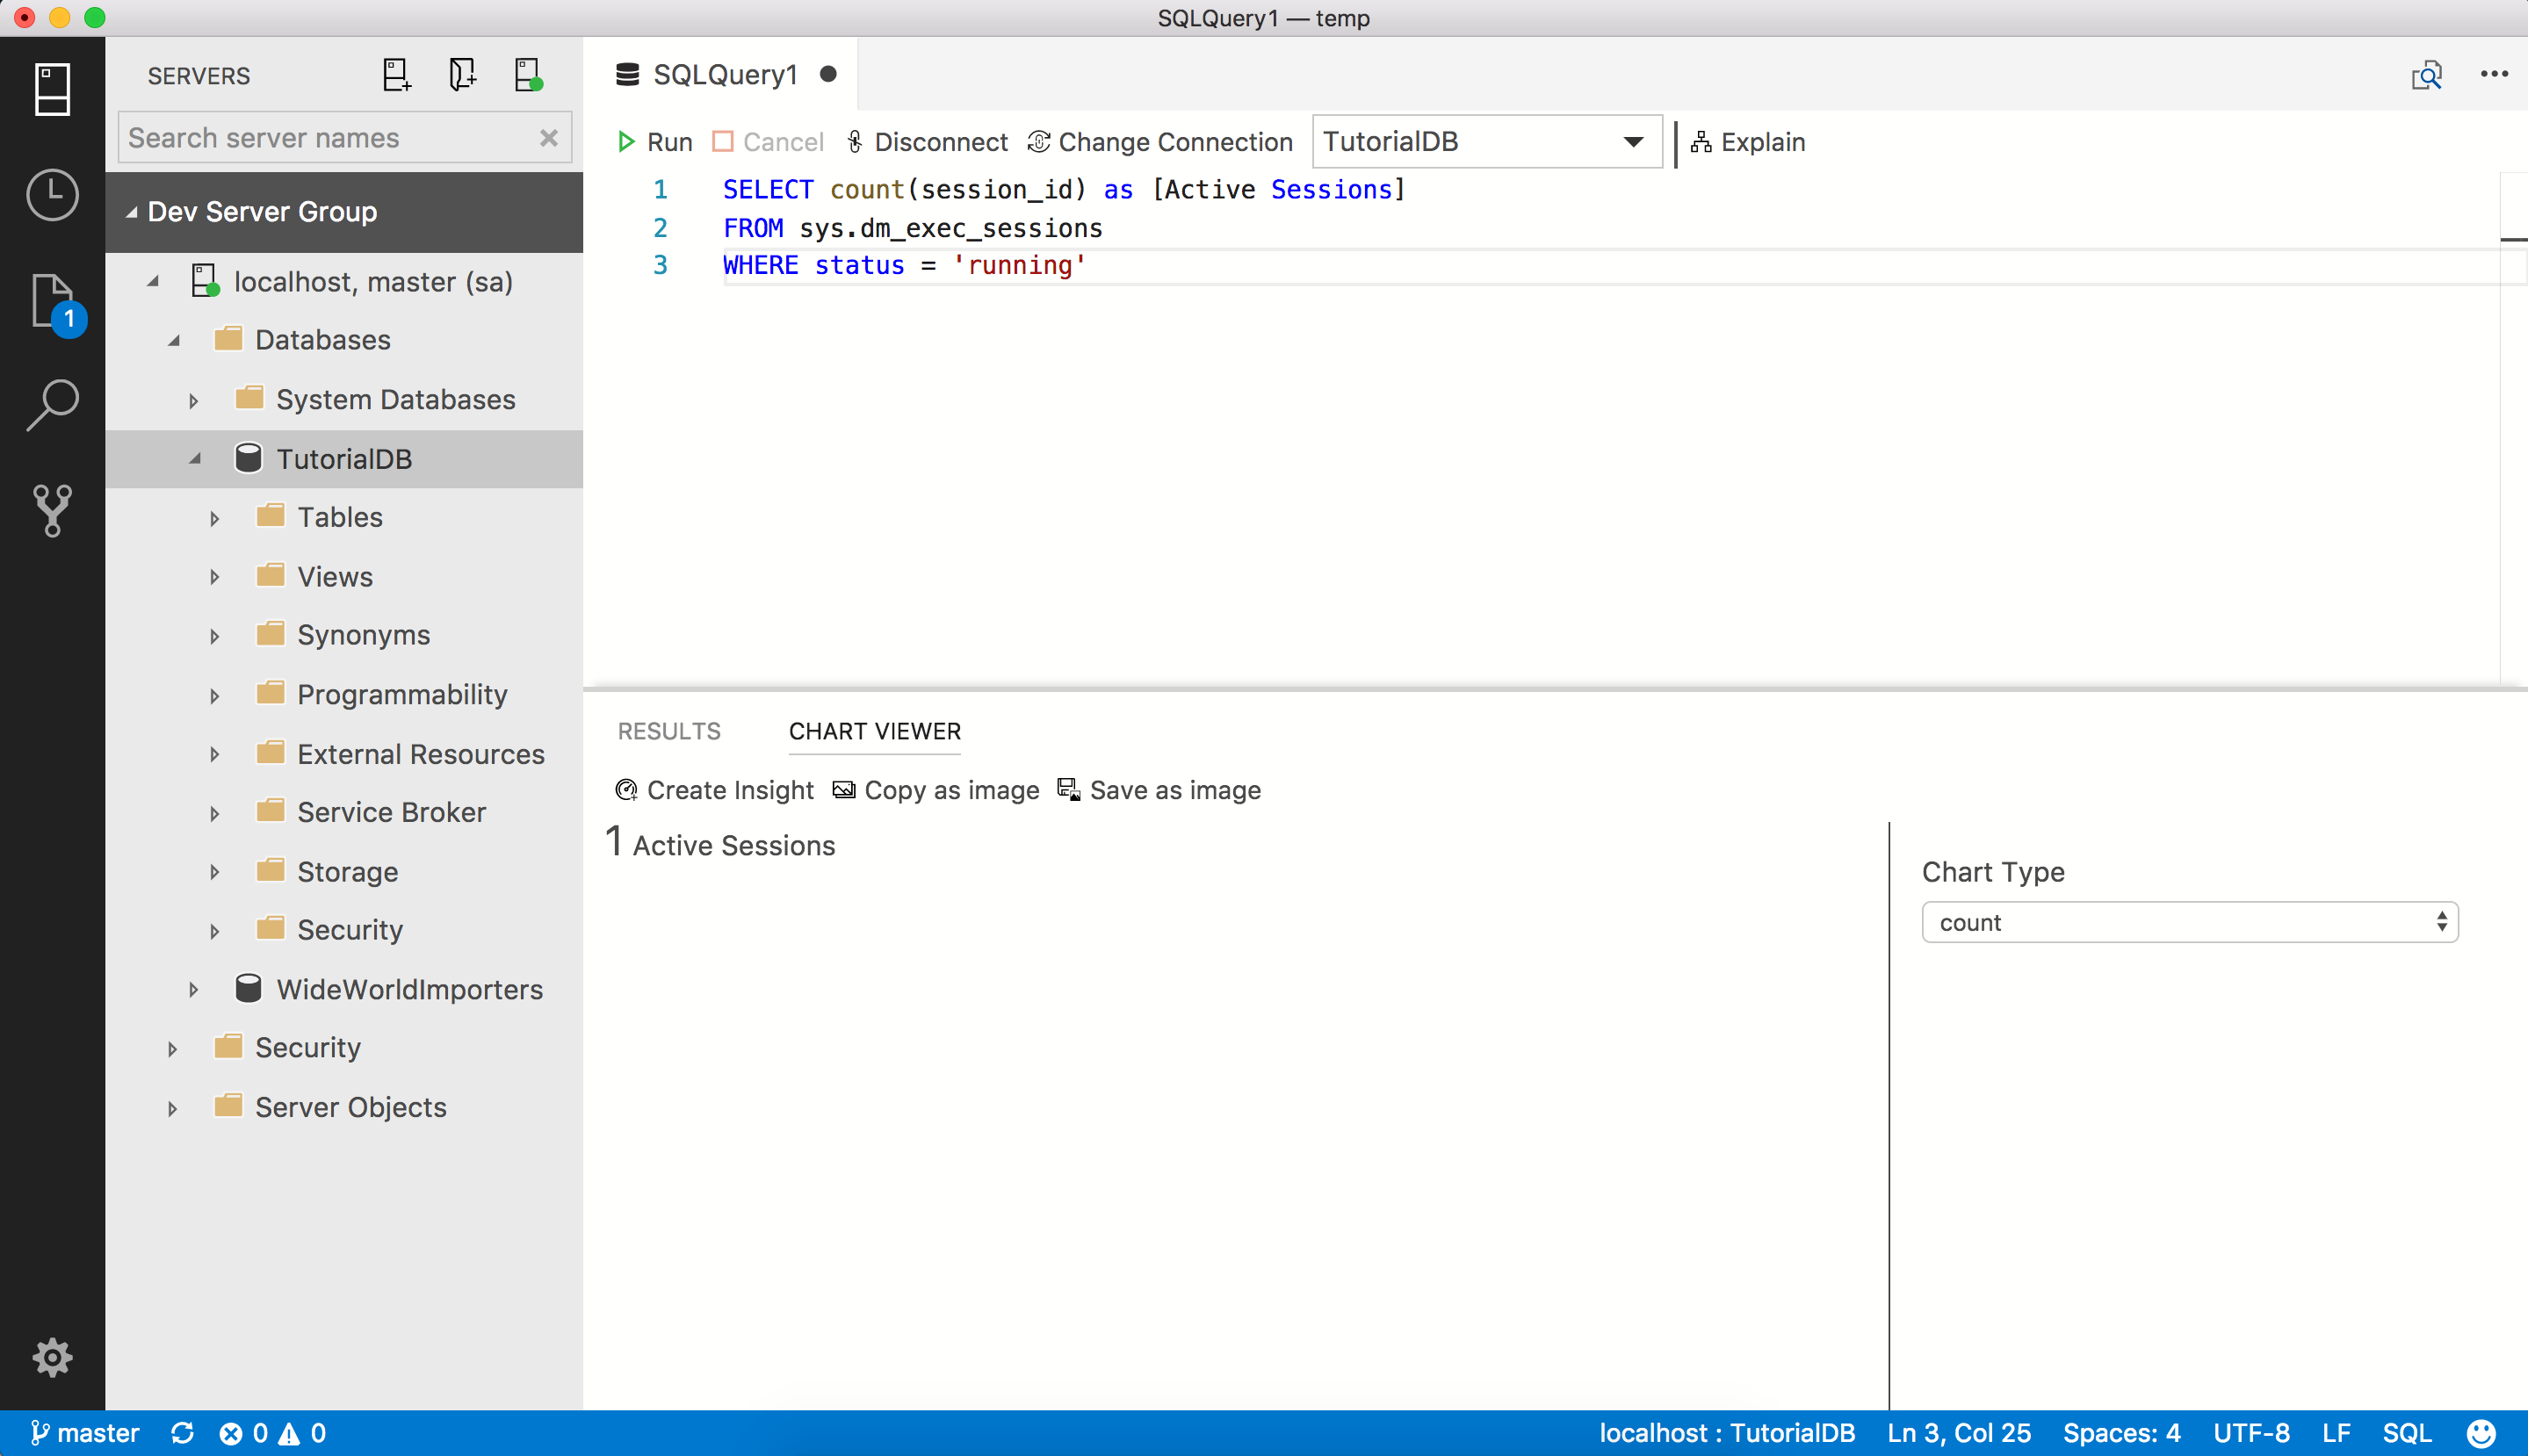 SQLQuery1 — temp
SERVERS
Search server names
Dev Server Group
localhost, master (sa)
Databases
System Databases
TutorialDB
Tables
Views
Synonyms
Programmability
External Resources
Service Broker
Storage
Security
WideWorldImporters
Security
Server Objects
1
SQLQuery1
Run Cancel Disconnect Change Connection TutorialDB Explain
1 SELECT count(session_id) as [Active Sessions]
2 FROM sys.dm_exec_sessions
3 WHERE status = 'running'
RESULTS CHART VIEWER
Create Insight Copy as image Save as image
1 Active Sessions
Chart Type
count
master 0 0 localhost : TutorialDB Ln 3, Col 25 Spaces: 4 UTF-8 LF SQL